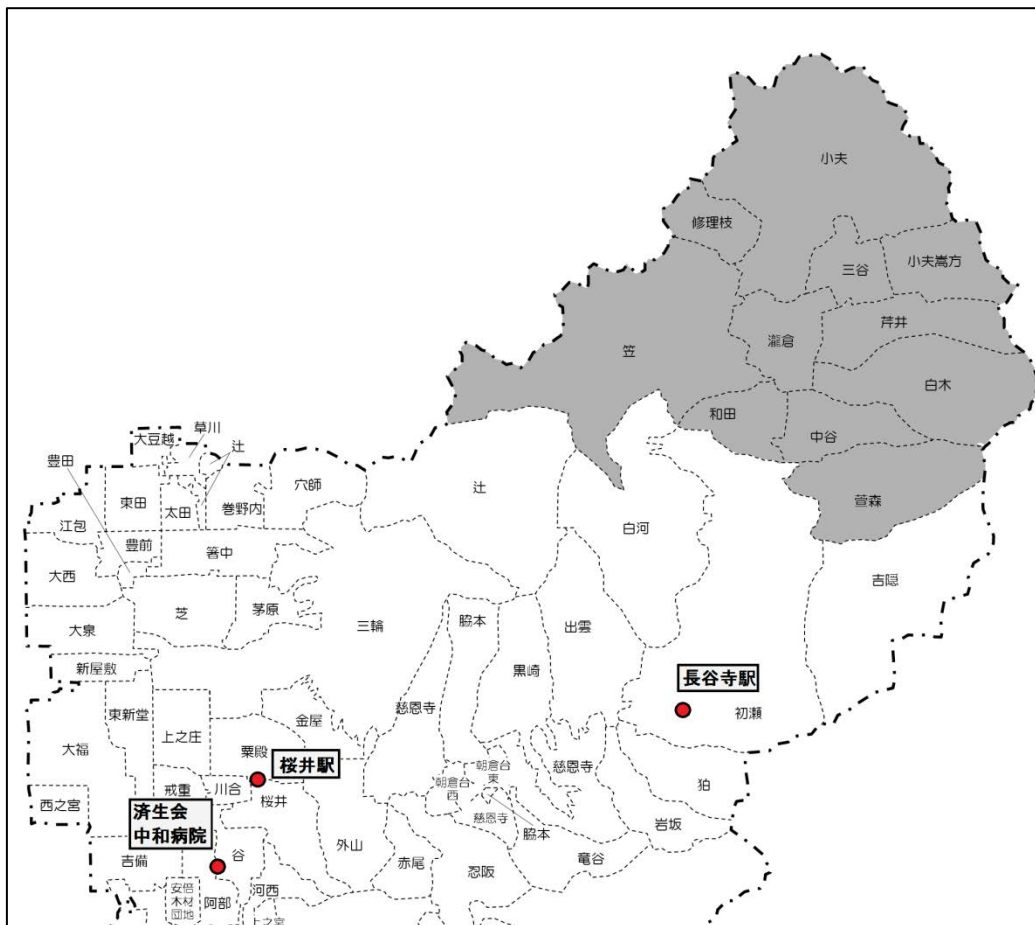 小夫
修理枝
三谷
小夫嵩方
芹井
瀧倉
笠
白木
和田
中谷
萱森
草川
大豆越
辻
豊田
穴師
辻
東田
太田
巻野内
江包
白河
豊前
箸中
大西
吉隠
芝
茅原
三輪
脇本
出雲
大泉
黒崎
新屋敷
長谷寺駅
慈恩寺
初瀬
東新堂
上之庄
金屋
大福
粟殿
桜井駅
朝倉台
東
慈恩寺
朝倉台
西
狛
戒重
川合
桜井
西之宮
済生会
中和病院
慈恩寺
脇本
岩坂
外山
吉備
谷
赤尾
忍阪
竜谷
安倍
木材
団地
阿部
河西
上之宮